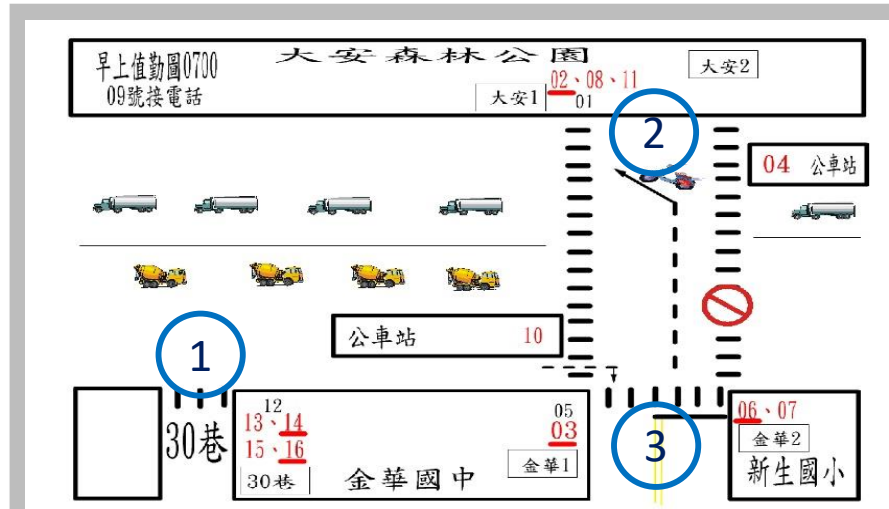 早上值勤圖0700
09號接電話
大安森林公園
大安1
02、08、11
01
大安2
2
04 公車站
公車站 10
1
30巷
12
13、14
15、16
30巷
金華國中
05
03
金華1
3
06、07
金華2
新生國小